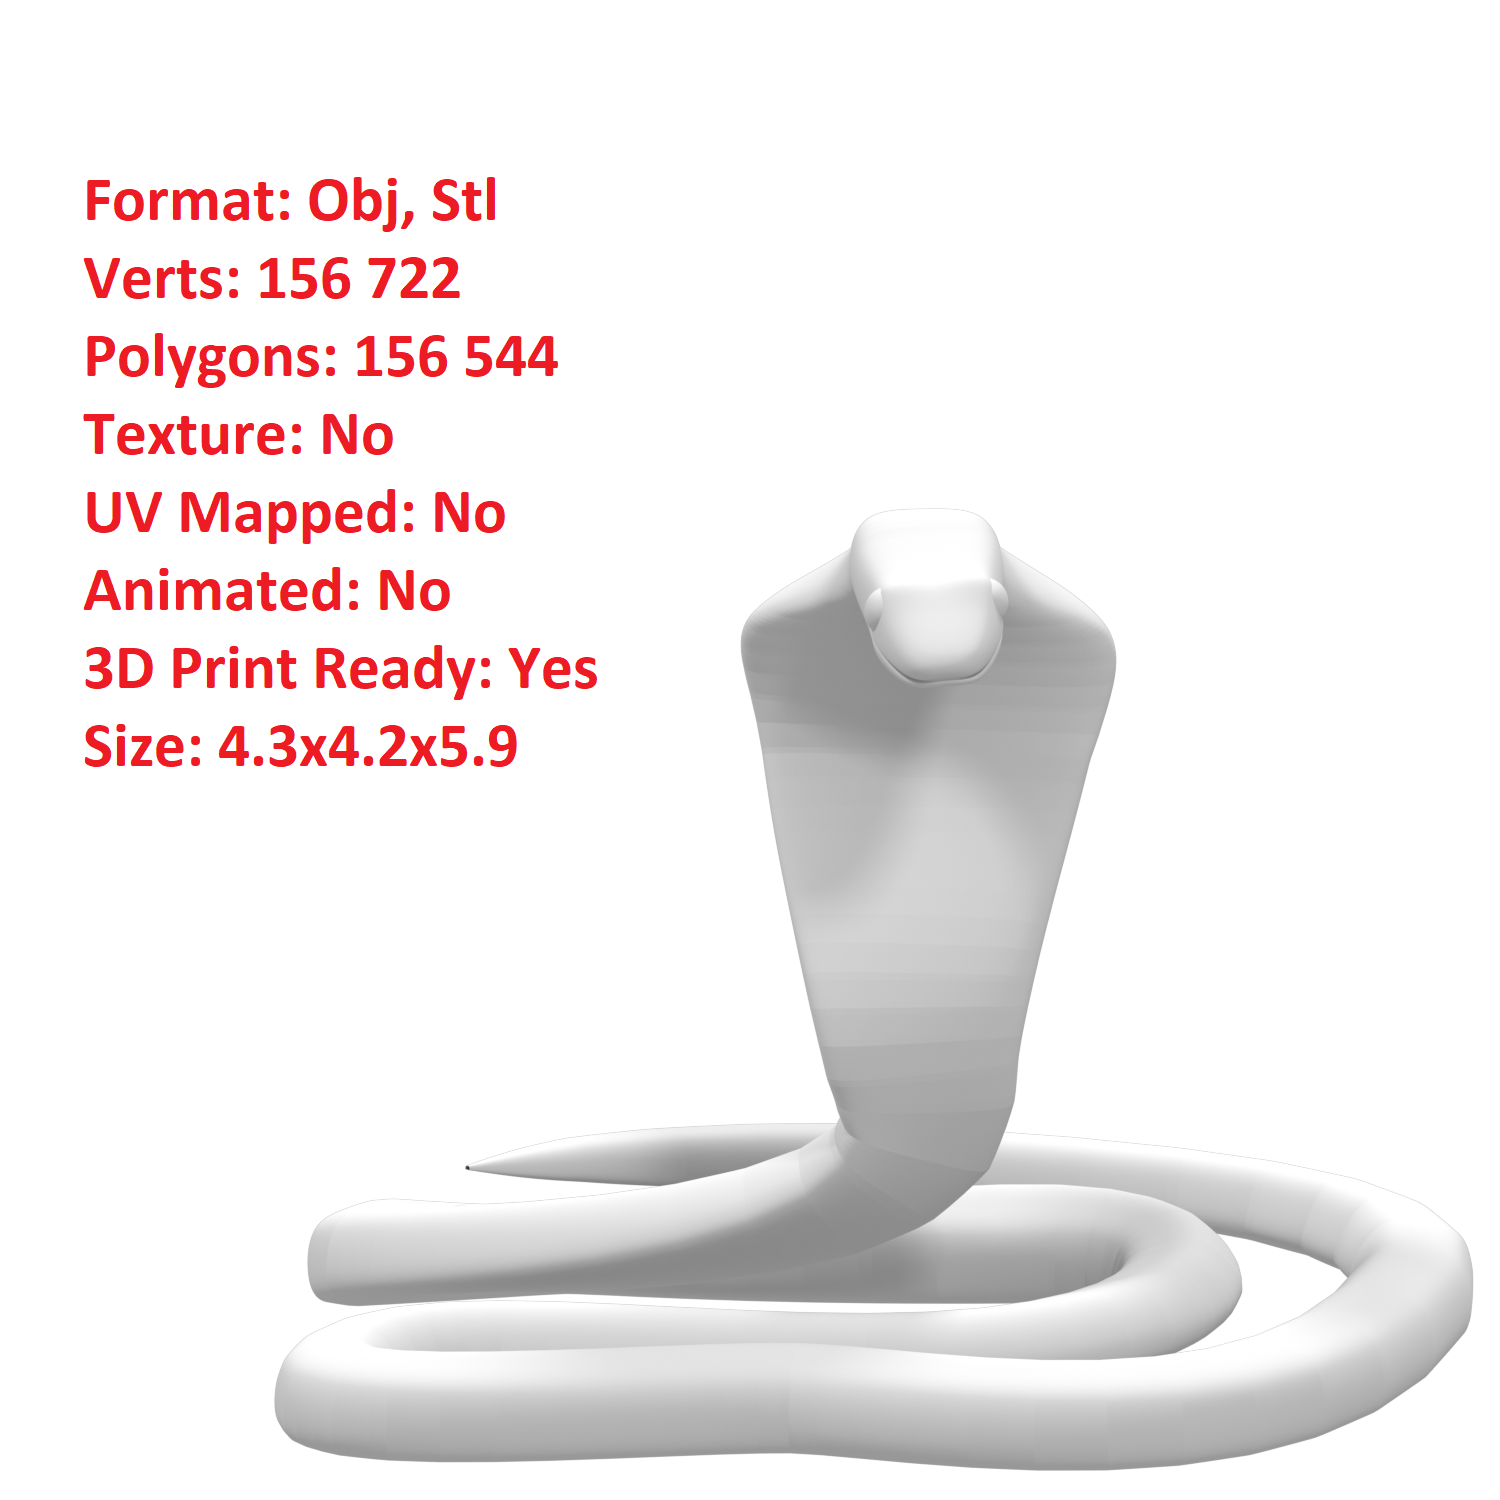 Format: Obj, Stl
Verts: 156 722
Polygons: 156 544
Texture: No
UV Mapped: No
Animated: No
3D Print Ready: Yes
Size: 4.3x4.2x5.9